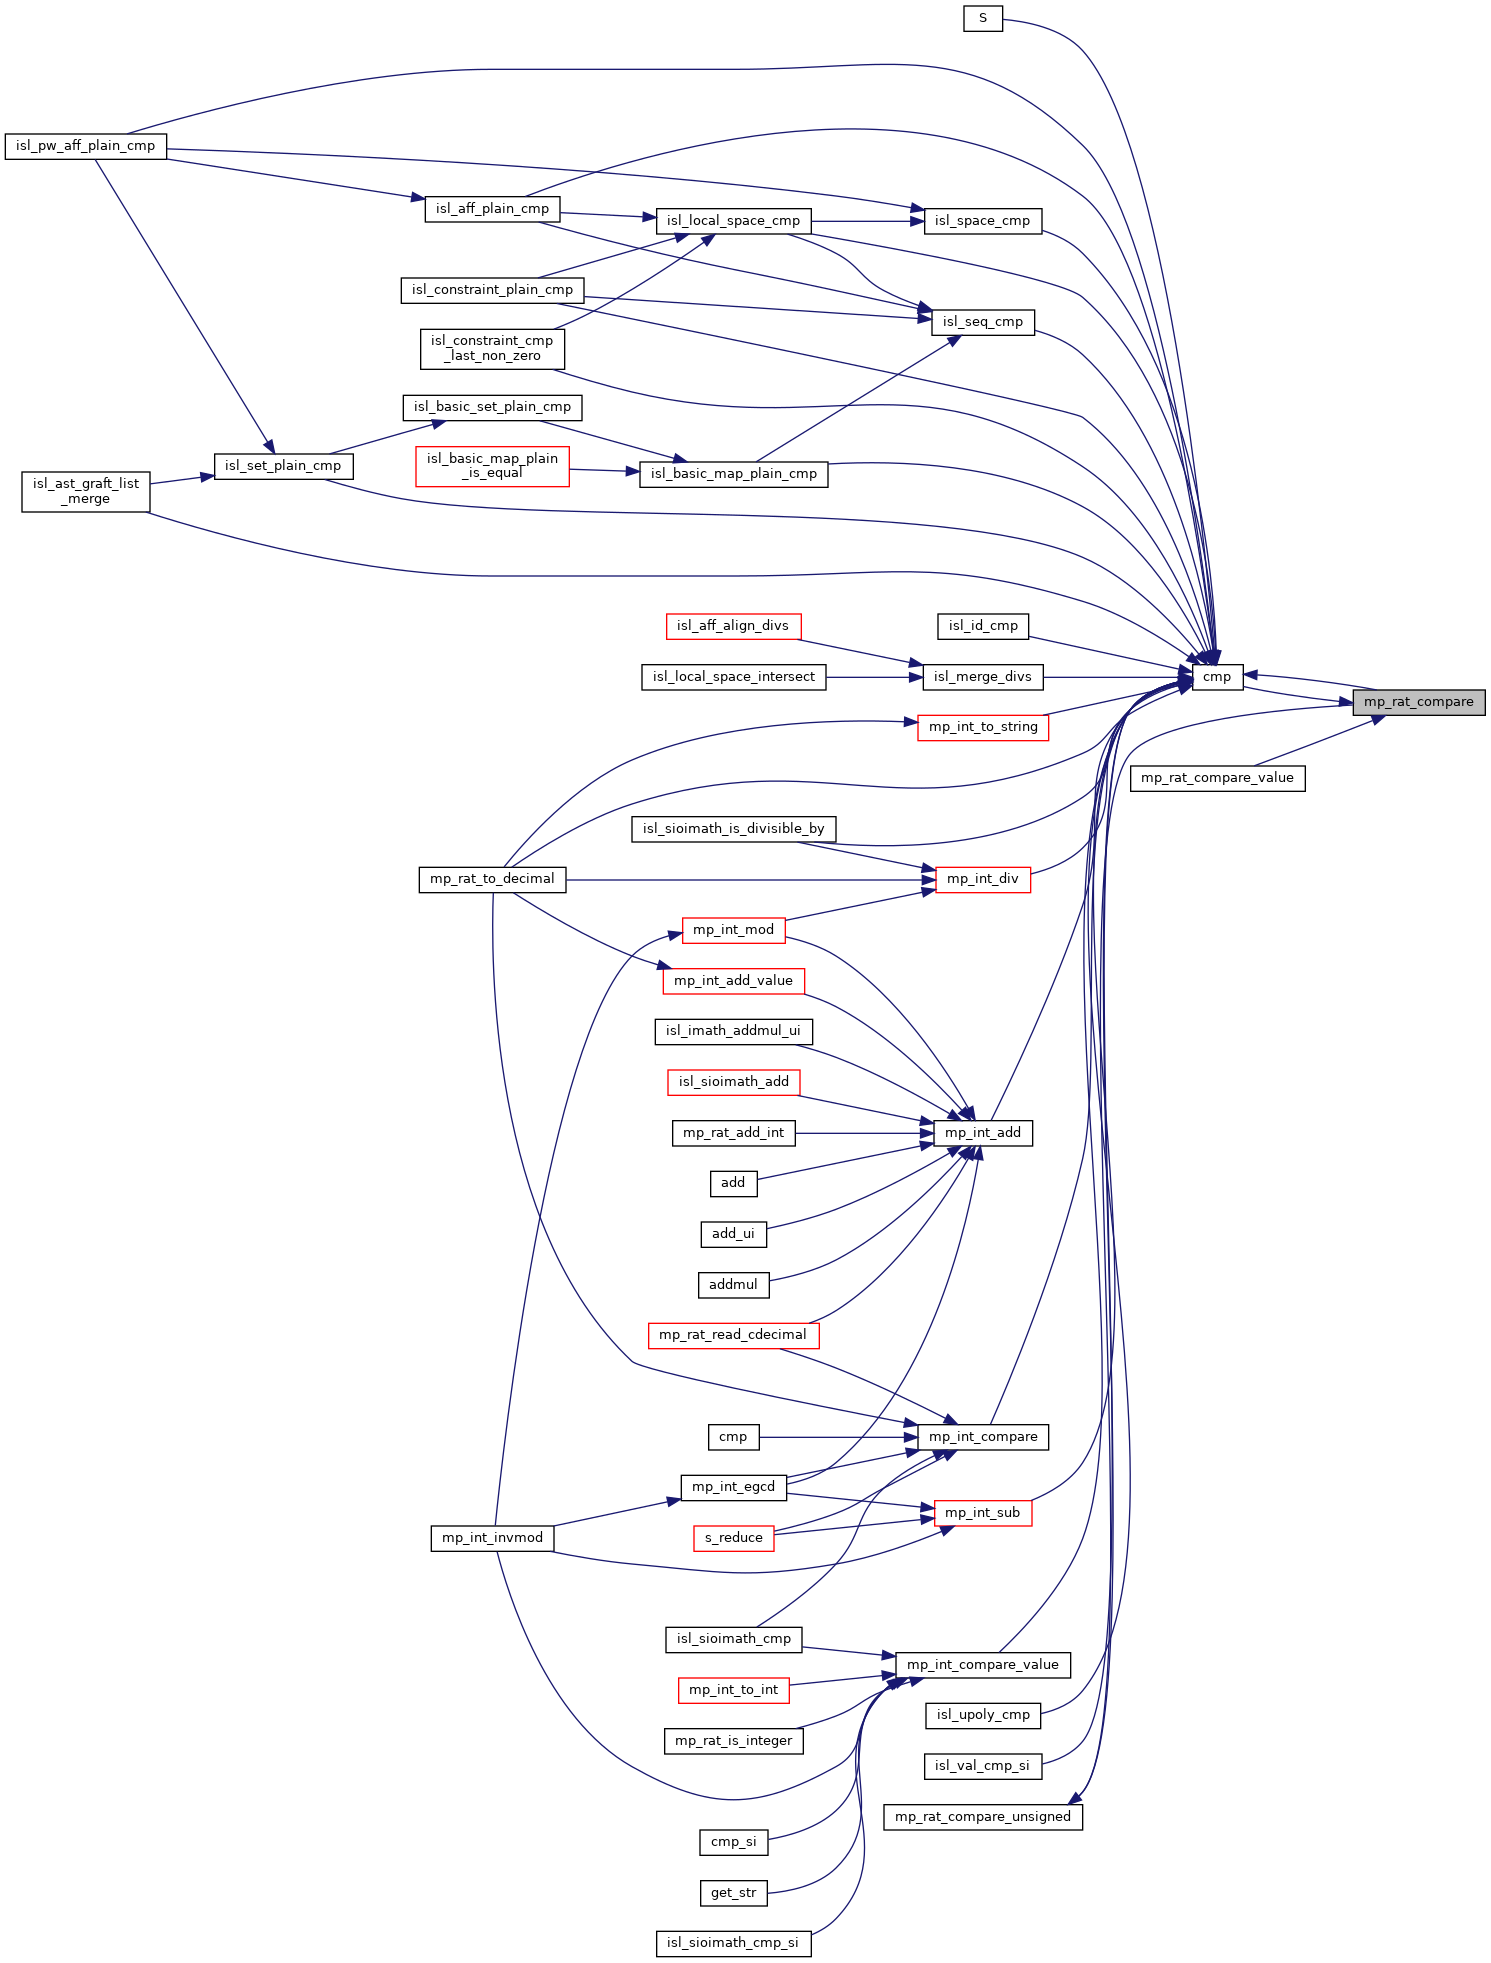 S
isl_pw_aff_plain_cmp
isl_aff_plain_cmp
isl_local_space_cmp
isl_space_cmp
isl_constraint_plain_cmp
isl_seq_cmp
isl_constraint_cmp
_last_non_zero
isl_basic_set_plain_cmp
isl_basic_map_plain
_is_equal
isl_set_plain_cmp
isl_basic_map_plain_cmp
isl_ast_graft_list
_merge
isl_aff_align_divs
isl_id_cmp
isl_local_space_intersect
isl_merge_divs
cmp
mp_rat_compare
mp_int_to_string
mp_rat_compare_value
isl_sioimath_is_divisible_by
mp_rat_to_decimal
mp_int_div
mp_int_mod
mp_int_add_value
isl_imath_addmul_ui
isl_sioimath_add
mp_rat_add_int
mp_int_add
add
add_ui
addmul
mp_rat_read_cdecimal
cmp
mp_int_compare
mp_int_egcd
mp_int_sub
mp_int_invmod
s_reduce
isl_sioimath_cmp
mp_int_compare_value
mp_int_to_int
isl_upoly_cmp
mp_rat_is_integer
isl_val_cmp_si
mp_rat_compare_unsigned
cmp_si
get_str
isl_sioimath_cmp_si